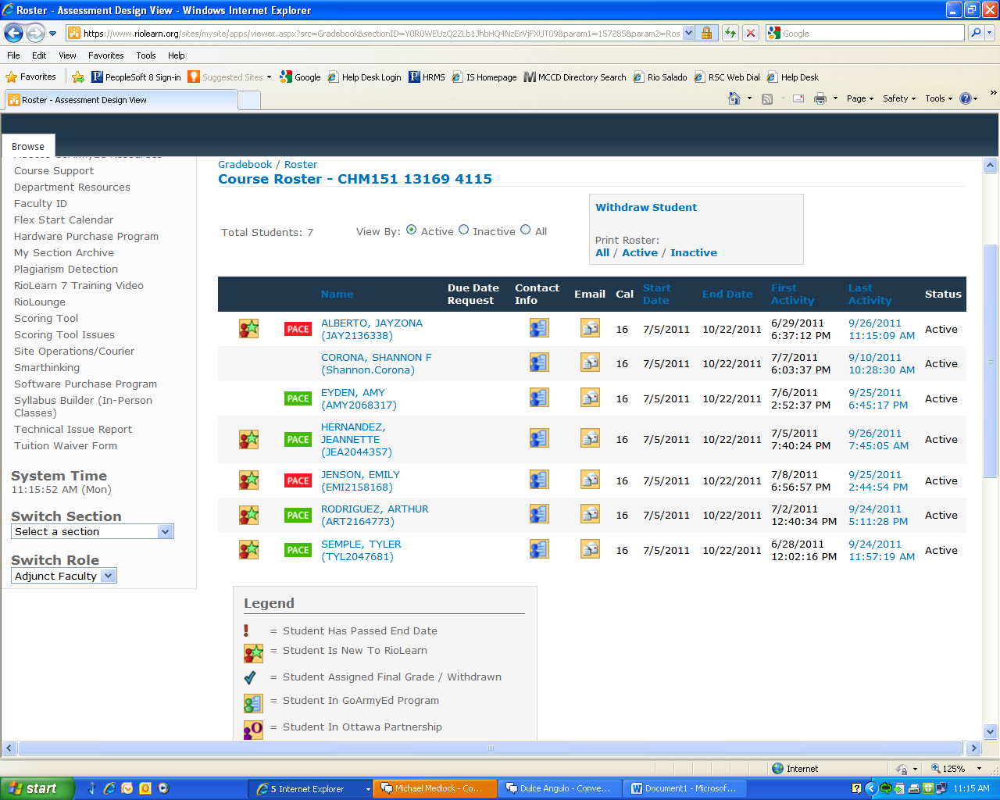 Roster - Assessment Design View - Windows Internet Explorer
https://www.riolearn.org/sites/mysite/apps/viewer.aspx?src=Gradebook&sectionID=Y0R0WEUzQ2ZLb1JhbHQ4NzErVjFXUT09&param1=157285&param2=Ros
Google
File Edit View Favorites Tools Help
Favorites PeopleSoft 8 Sign-in Suggested Sites Google Help Desk Login HRMS IS Homepage MCCD Directory Search Rio Salado RSC Web Dial Help Desk
Roster - Assessment Design View
Page Safety Tools
Browse
Course Support
Department Resources
Faculty ID
Flex Start Calendar
Hardware Purchase Program
My Section Archive
Plagiarism Detection
RioLearn 7 Training Video
RioLounge
Scoring Tool
Scoring Tool Issues
Site Operations/Courier
Smarthinking
Software Purchase Program
Syllabus Builder (In-Person
Classes)
Technical Issue Report
Tuition Waiver Form
System Time
11:15:52 AM (Mon)
Switch Section
Select a section
Switch Role
Adjunct Faculty
Gradebook / Roster
Course Roster - CHM151 13169 4115
Total Students: 7 View By: Active Inactive All
Withdraw Student
Print Roster:
All / Active / Inactive
Name Due Date Request Contact Info Email Cal Start Date End Date First Activity Last Activity Status
PACE ALBERTO, JAYZONA (JAY2136338) 16 7/5/2011 10/22/2011 6/29/2011 6:37:12 PM 9/26/2011 11:15:09 AM Active
CORONA, SHANNON F (Shannon.Corona) 16 7/5/2011 10/22/2011 7/7/2011 6:03:37 PM 9/10/2011 10:28:30 AM Active
PACE EYDEN, AMY (AMY2068317) 16 7/5/2011 10/22/2011 7/6/2011 2:52:37 PM 9/25/2011 6:45:17 PM Active
PACE HERNANDEZ, JEANNETTE (JEA2044357) 16 7/5/2011 10/22/2011 7/5/2011 7:40:24 PM 9/26/2011 7:45:05 AM Active
PACE JENSON, EMILY (EMI2158168) 16 7/5/2011 10/22/2011 7/8/2011 6:56:57 PM 9/25/2011 2:44:54 PM Active
PACE RODRIGUEZ, ARTHUR (ART2164773) 16 7/5/2011 10/22/2011 7/2/2011 12:40:34 PM 9/24/2011 5:11:28 PM Active
PACE SEMPLE, TYLER (TYL2047681) 16 7/5/2011 10/22/2011 6/28/2011 12:02:16 PM 9/24/2011 11:57:19 AM Active
Legend
= Student Has Passed End Date
= Student Is New To RioLearn
= Student Assigned Final Grade / Withdrawn
= Student In GoArmyEd Program
= Student In Ottawa Partnership
Internet 125%
start 5 Internet Explorer Michael Medlock - Co... Dulce Angulo - Conve... Document1 - Microsof... 11:15 AM